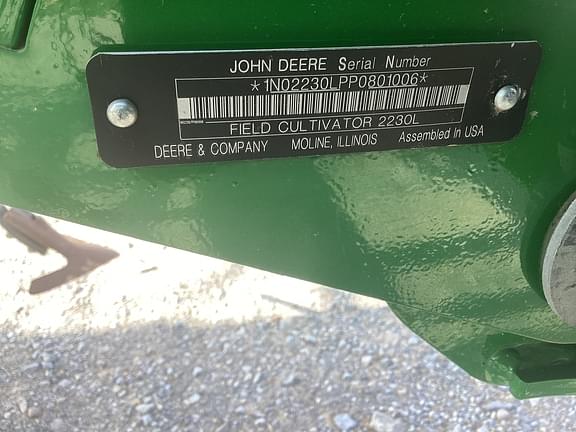 JOHN DEERE Serial Number
*1N02230LPP0801006*
FIELD CULTIVATOR 2230L
DEERE & COMPANY MOLINE, ILLINOIS Assembled In USA